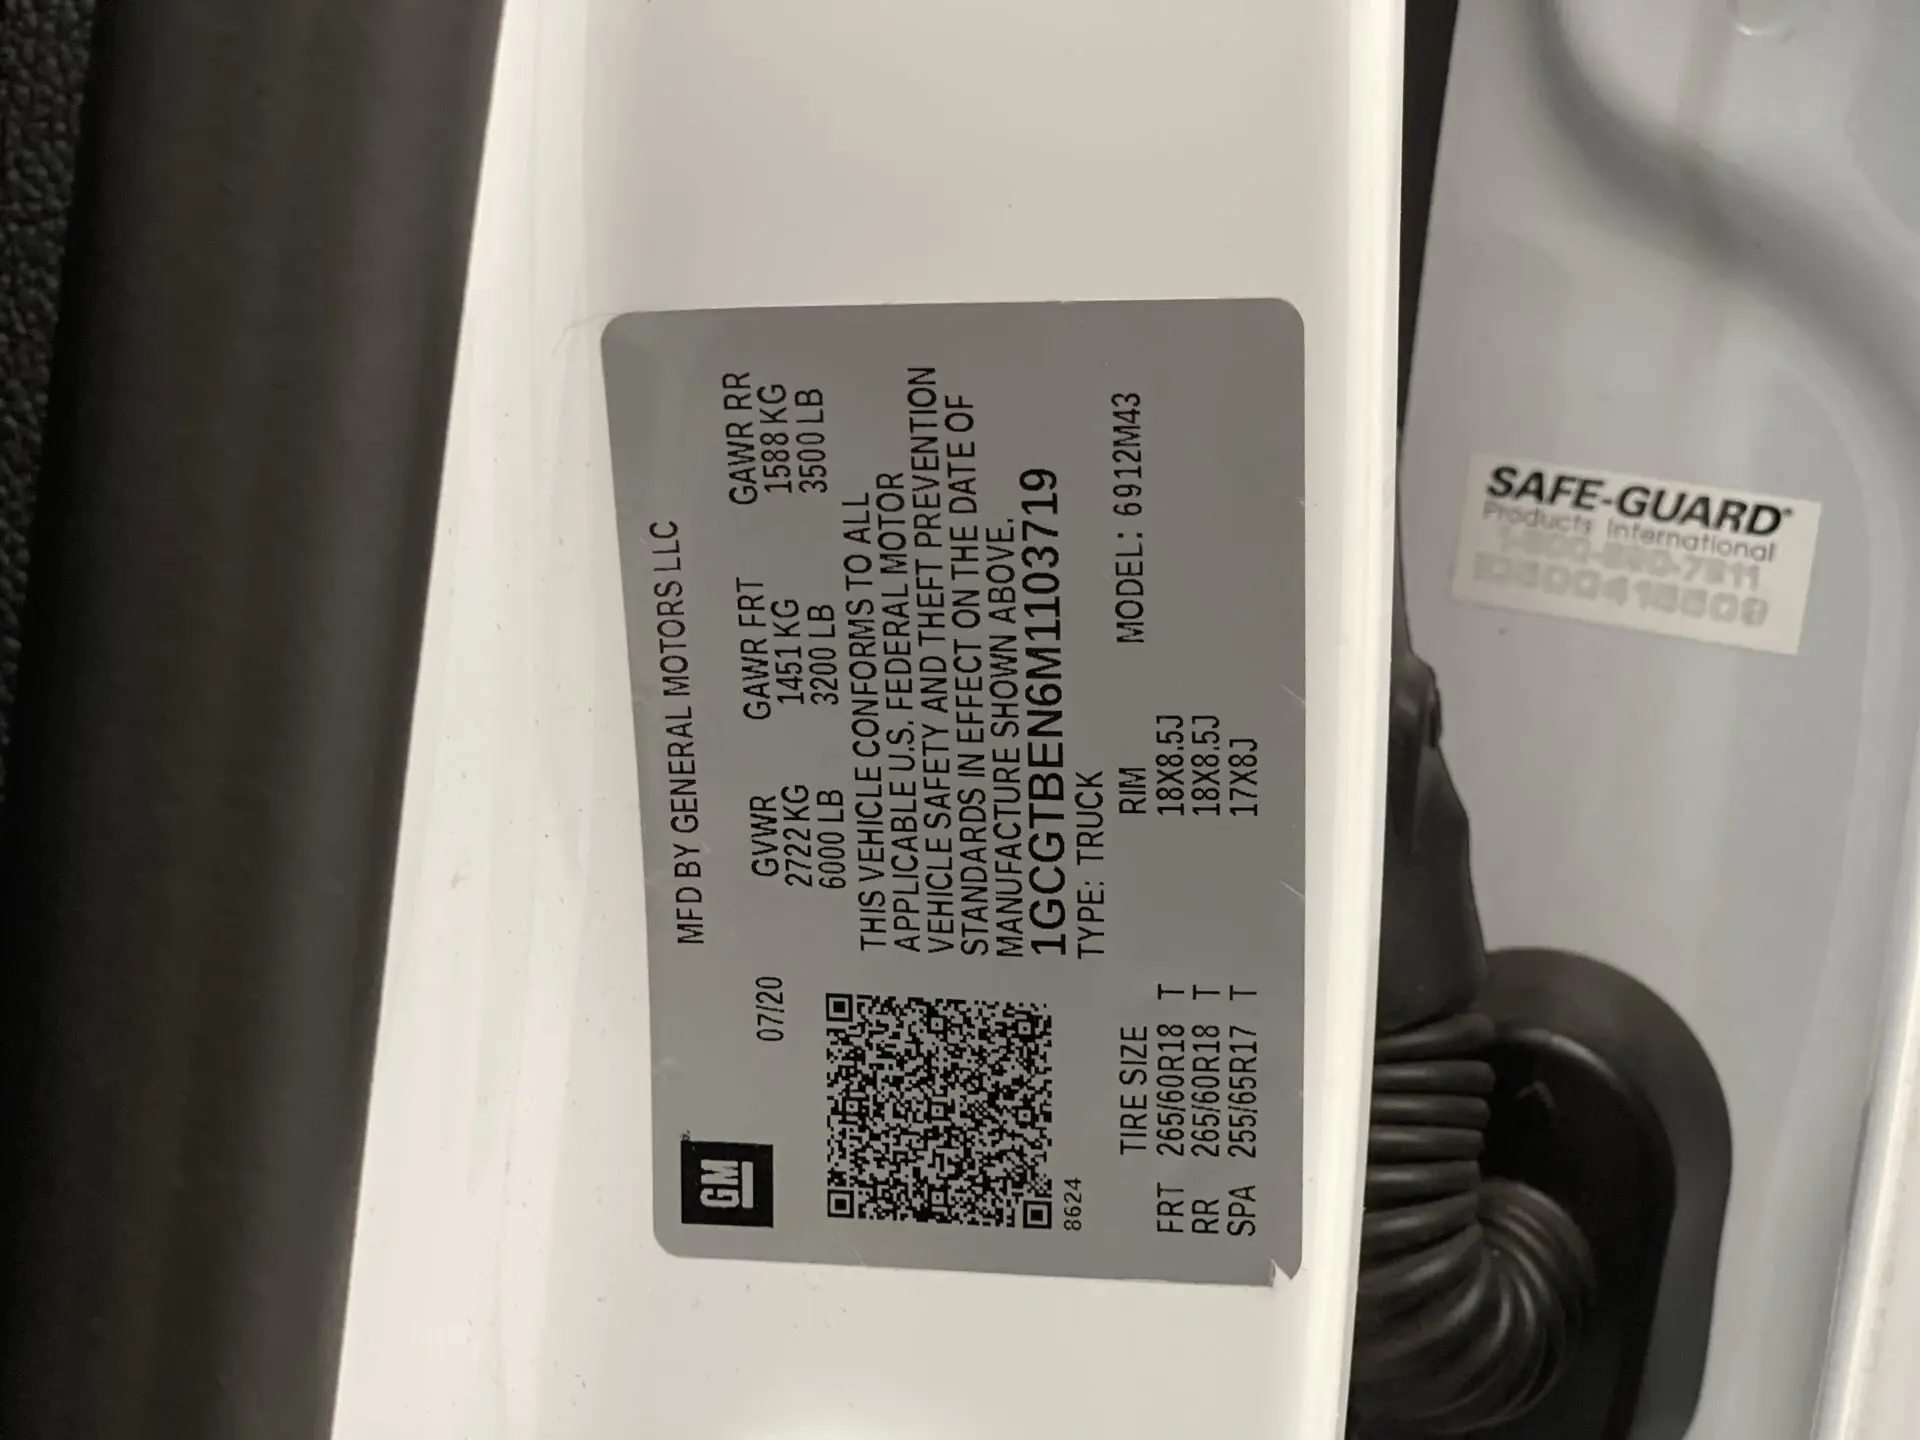 GM
MFD BY GENERAL MOTORS LLC
07/20
GVWR GAWR FRT GAWR RR
2722 KG 1451 KG 1588 KG
6000 LB 3200 LB 3500 LB
THIS VEHICLE CONFORMS TO ALL
APPLICABLE U.S. FEDERAL MOTOR
VEHICLE SAFETY AND THEFT PREVENTION
STANDARDS IN EFFECT ON THE DATE OF
MANUFACTURE SHOWN ABOVE.
1GCGTBEN6M1103719
8624
TYPE: TRUCK
MODEL: 6912M43
TIRE SIZE RIM
FRT 265/60R18 T 18X8.5J
RR 265/60R18 T 18X8.5J
SPA 255/65R17 T 17X8J
SAFE-GUARD
Products International